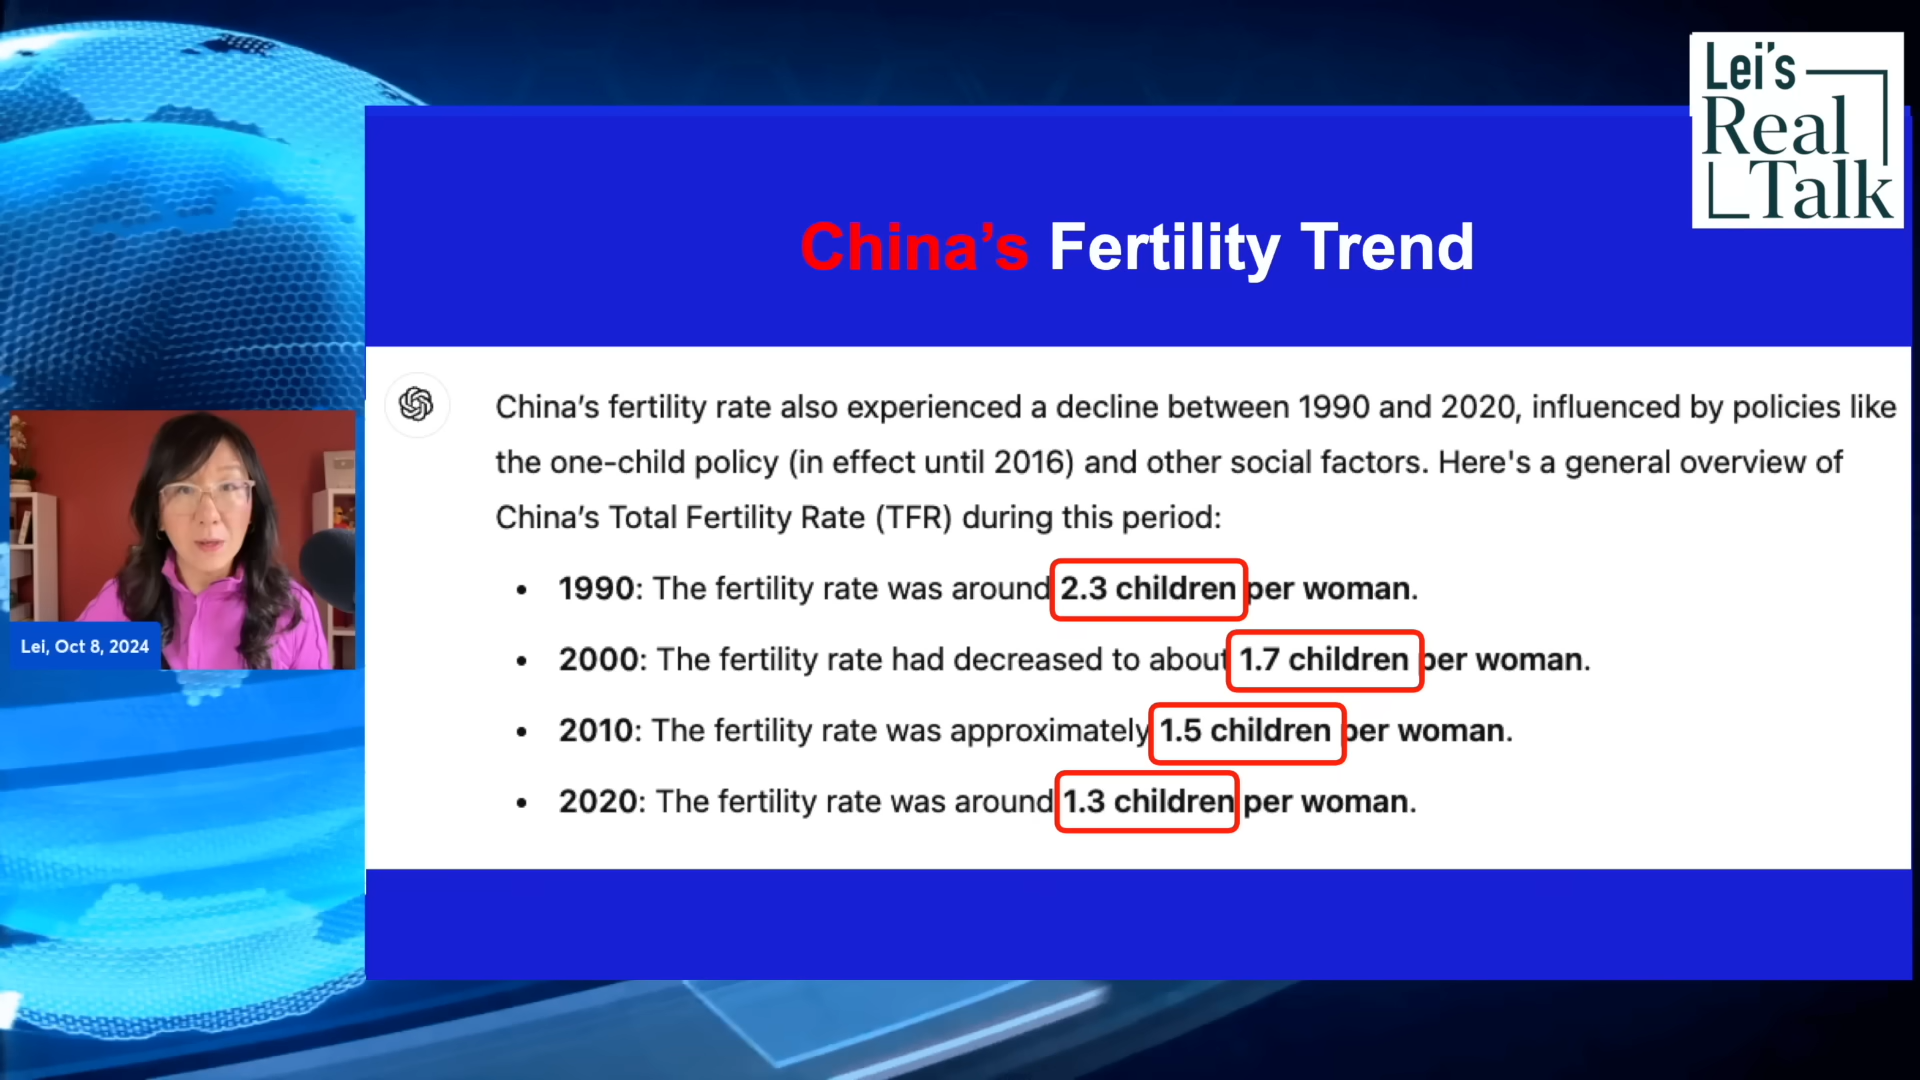 Lei's
Real
Talk
China's Fertility Trend
China's fertility rate also experienced a decline between 1990 and 2020, influenced by policies like
the one-child policy (in effect until 2016) and other social factors. Here's a general overview of
China's Total Fertility Rate (TFR) during this period:
• 1990: The fertility rate was around 2.3 children per woman.
• 2000: The fertility rate had decreased to about 1.7 children per woman.
• 2010: The fertility rate was approximately 1.5 children per woman.
• 2020: The fertility rate was around 1.3 children per woman.
Lei, Oct 8, 2024